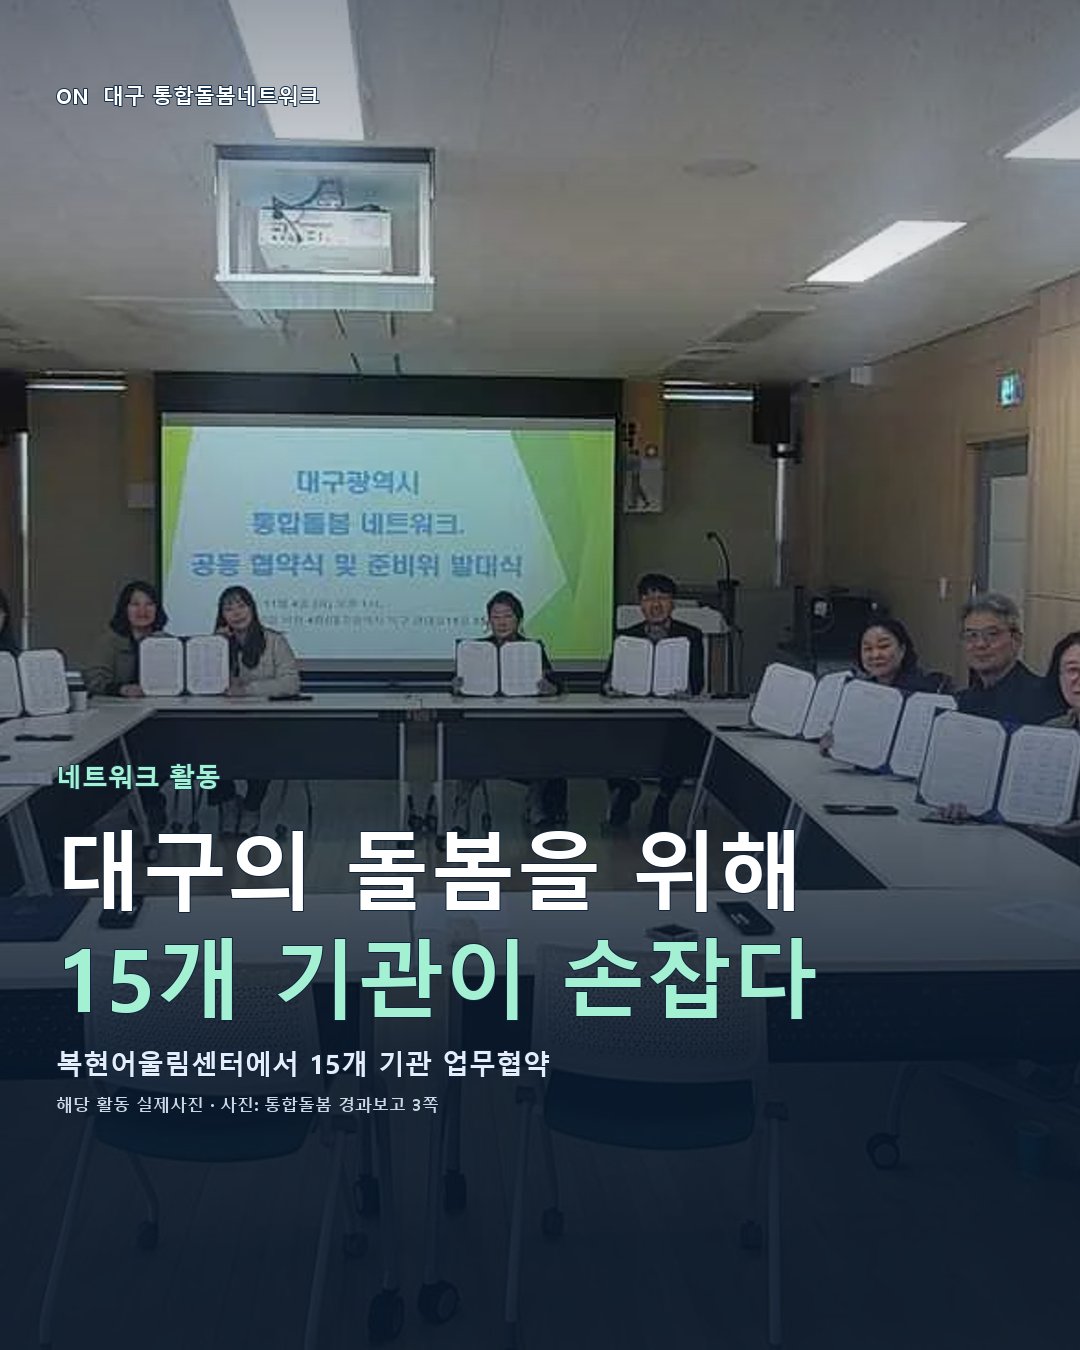 ON 대구 통합돌봄네트워크
대구광역시
통합돌봄 네트워크
공동 협약식 및 준비위 발대식
네트워크 활동
대구의 돌봄을 위해
15개 기관이 손잡다
복현어울림센터에서 15개 기관 업무협약
해당 활동 실제사진 · 사진: 통합돌봄 경과보고 3쪽